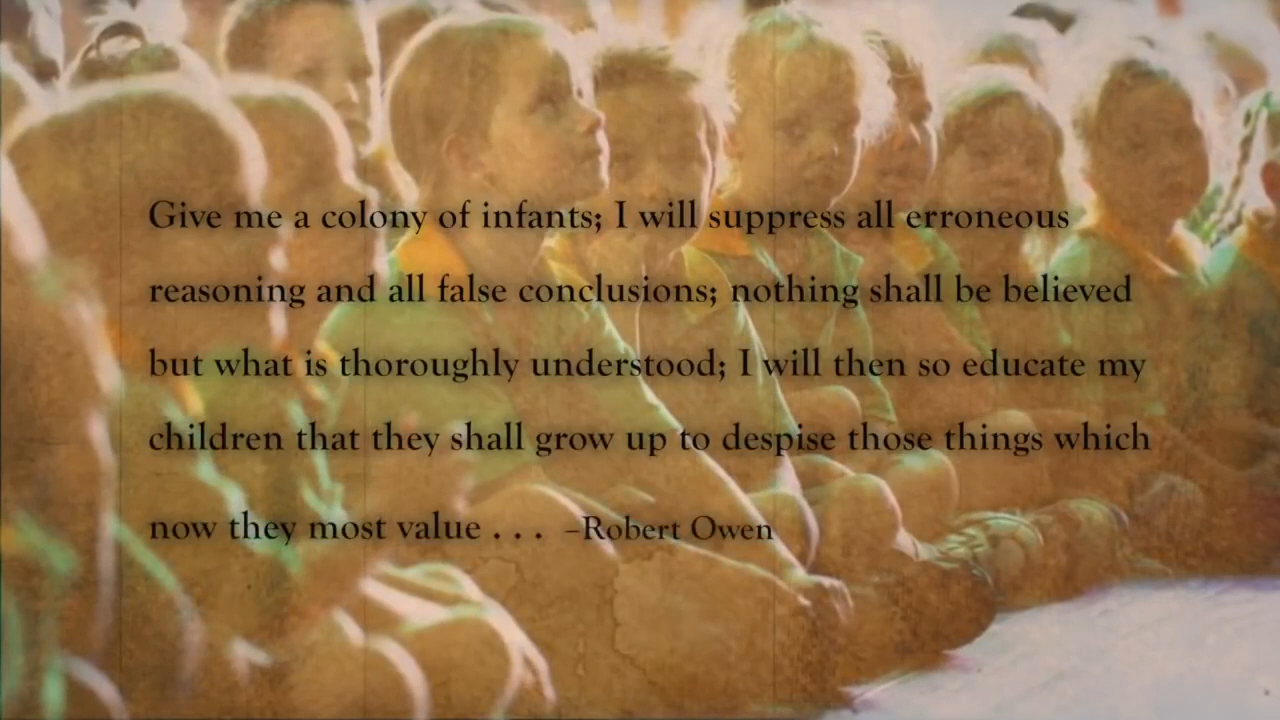 Give me a colony of infants; I will suppress all erroneous
reasoning and all false conclusions; nothing shall be believed
but what is thoroughly understood; I will then so educate my
children that they shall grow up to despise those things which
now they most value . . . –Robert Owen